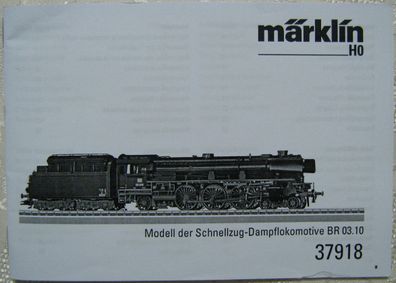 märklin
HO
Modell der Schnellzug-Dampflokomotive BR 03.10
37918